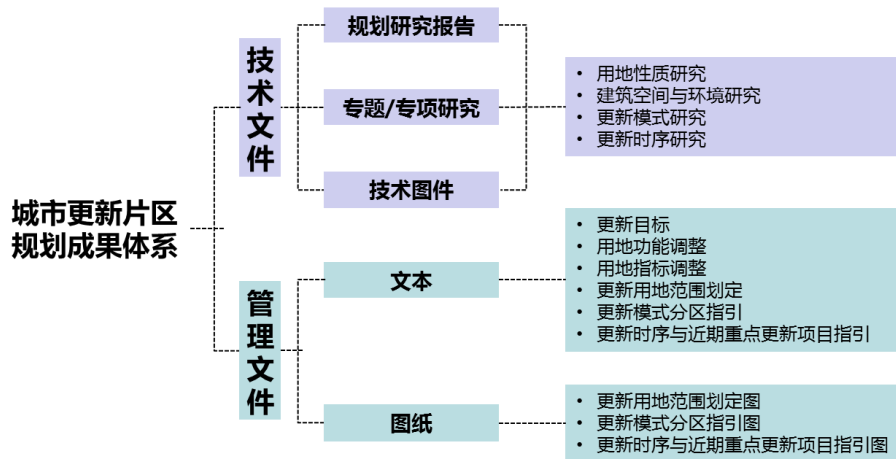 城市更新片区
规划成果体系
技术文件
规划研究报告
专题/专项研究
技术图件
• 用地性质研究
• 建筑空间与环境研究
• 更新模式研究
• 更新时序研究
管理文件
文本
• 更新目标
• 用地功能调整
• 用地指标调整
• 更新用地范围划定
• 更新模式分区指引
• 更新时序与近期重点更新项目指引
图纸
• 更新用地范围划定图
• 更新模式分区指引图
• 更新时序与近期重点更新项目指引图